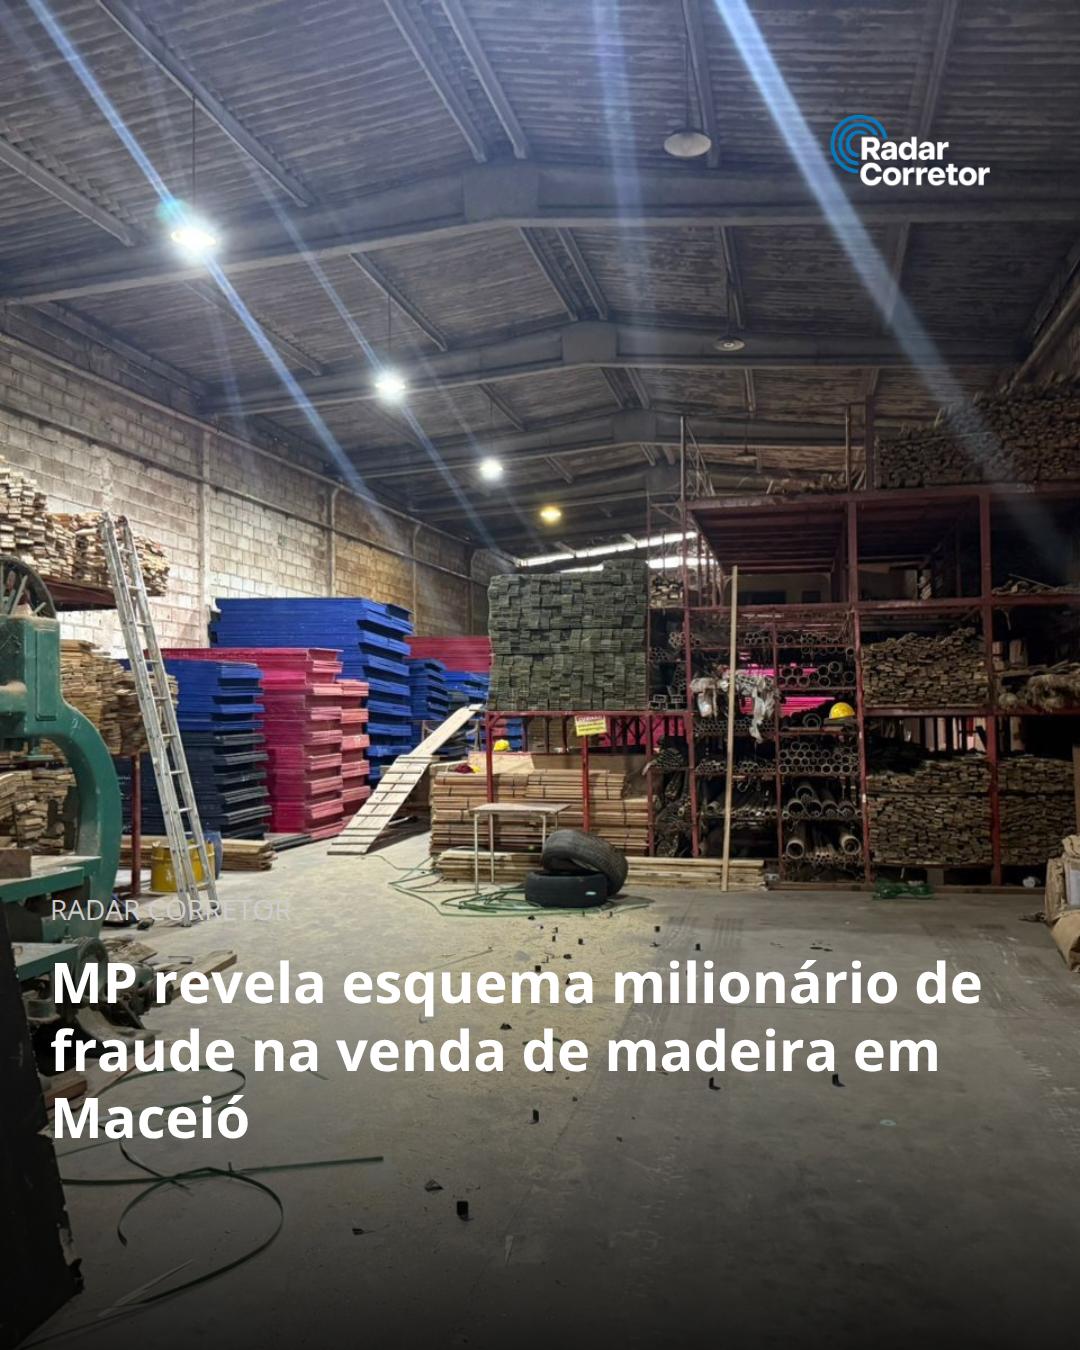 Radar
Corretor
RADAR CORRETOR
MP revela esquema milionário de
fraude na venda de madeira em
Maceió